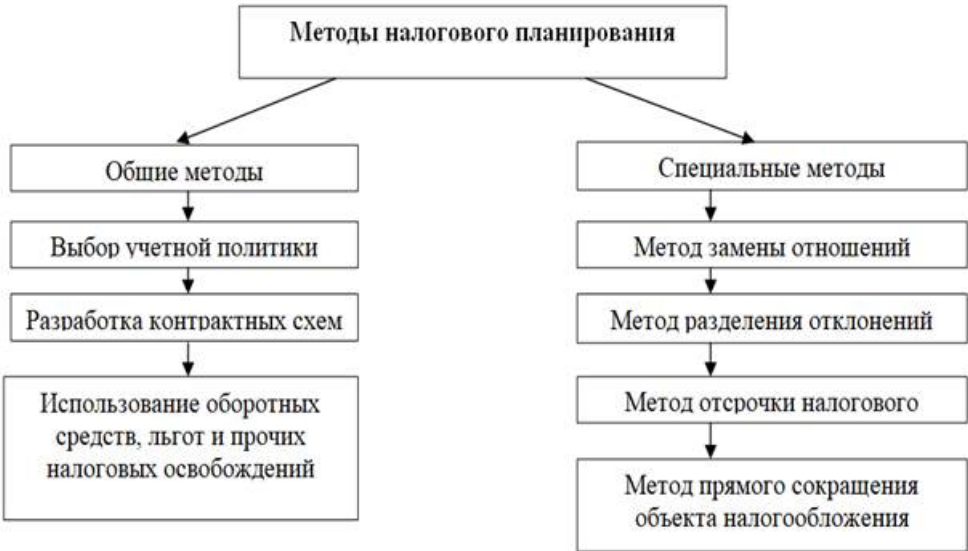 Методы налогового планирования
Общие методы
Выбор учетной политики
Разработка контрактных схем
Использование оборотных
средств, льгот и прочих
налоговых освобождений
Специальные методы
Метод замены отношений
Метод разделения отклонений
Метод отсрочки налогового
Метод прямого сокращения
объекта налогообложения